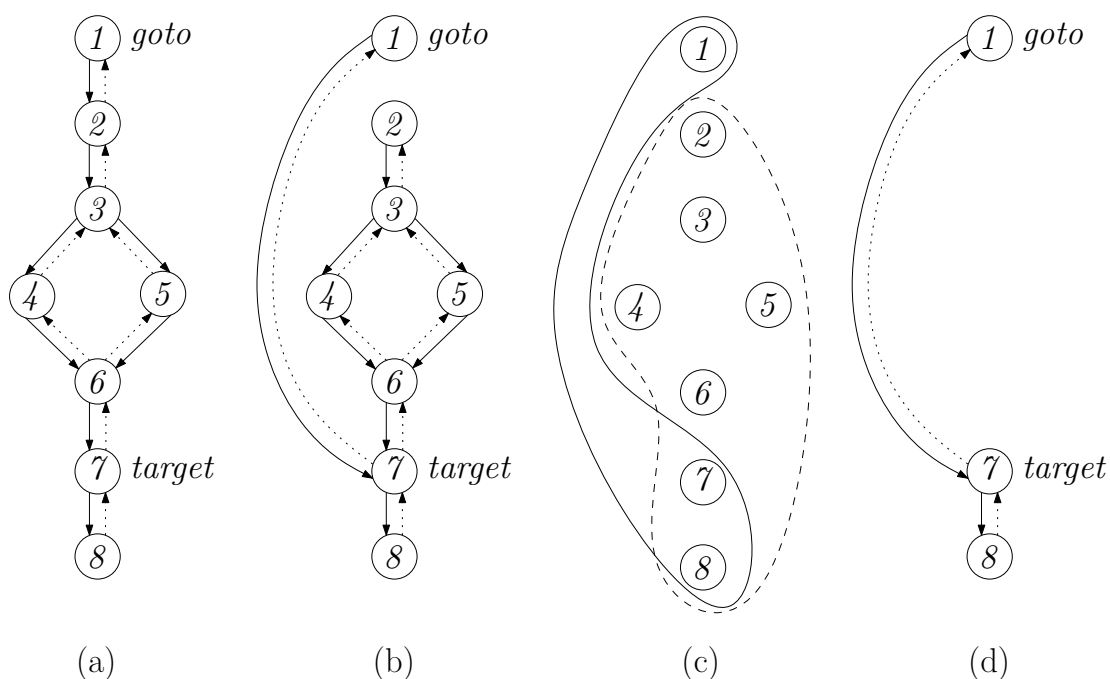 1 goto 1 goto 1 1 goto
2 2 2
3 3 3
4 5 4 5 4 5
6 6 6
7 target 7 target 7 7 target
8 8 8 8
(a) (b) (c) (d)